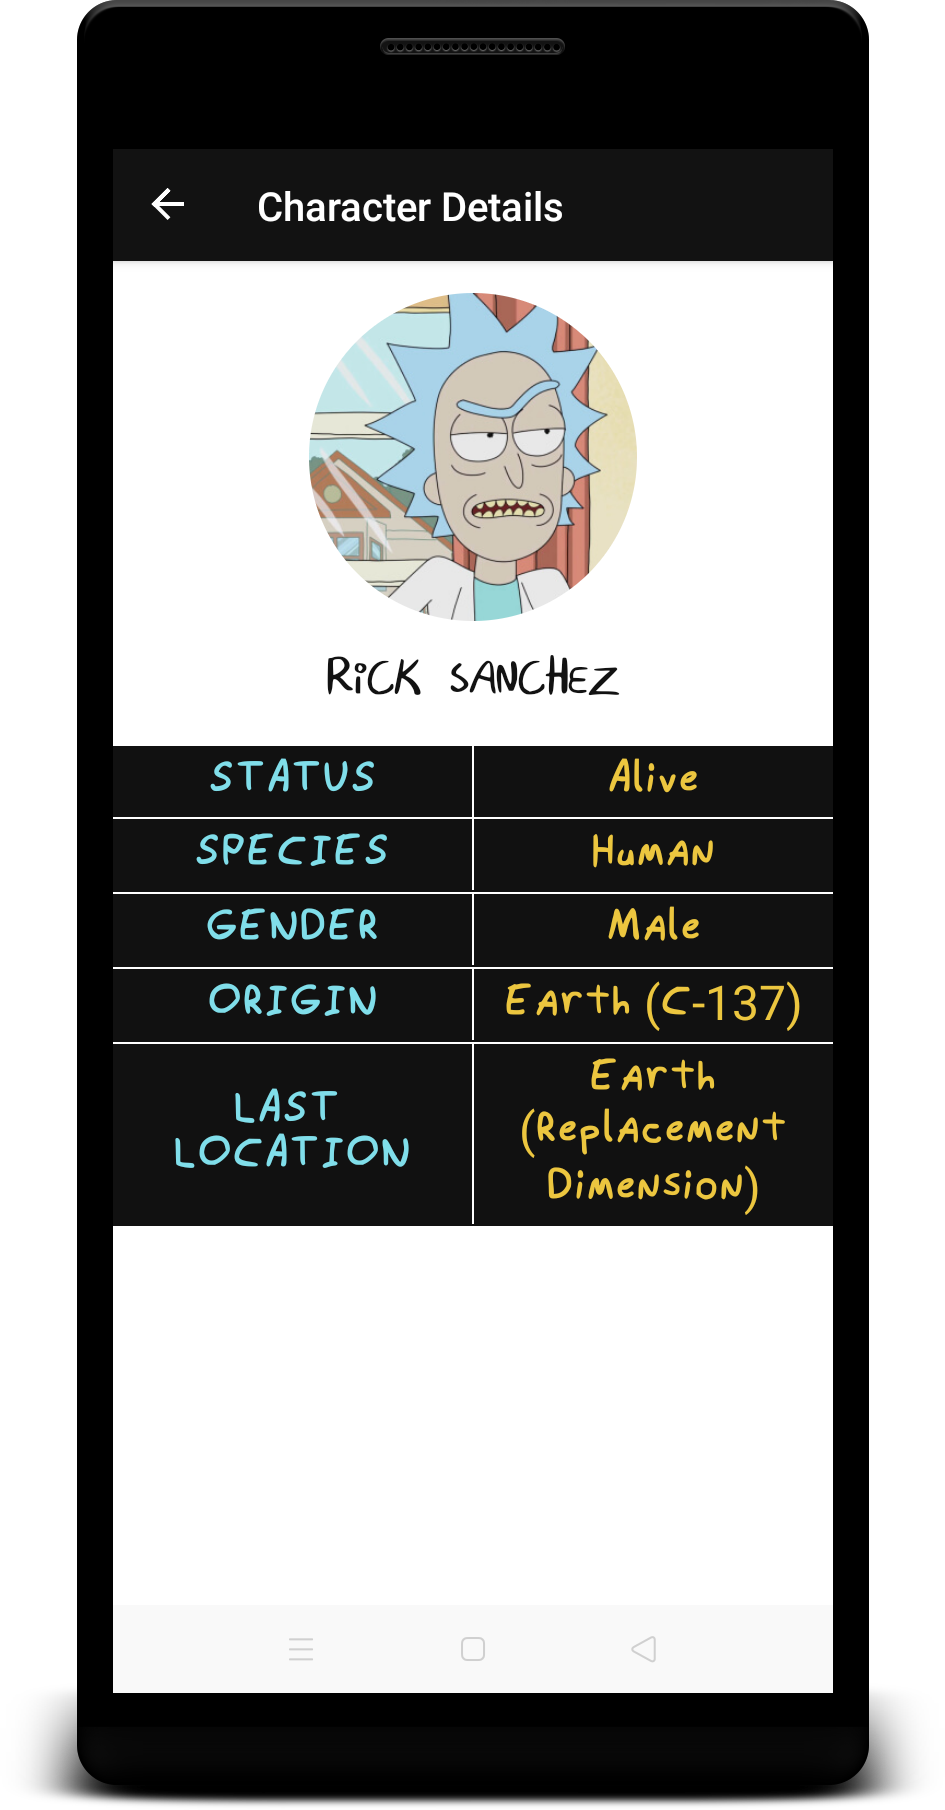 Character Details
RiCK SANCHEZ
STATUS Alive
SPECIES HuMAN
GENDER MAle
ORIGIN EArth (C-137)
LAST
LOCATION
EArth
(ReplAcemeNt
DimeNsioN)